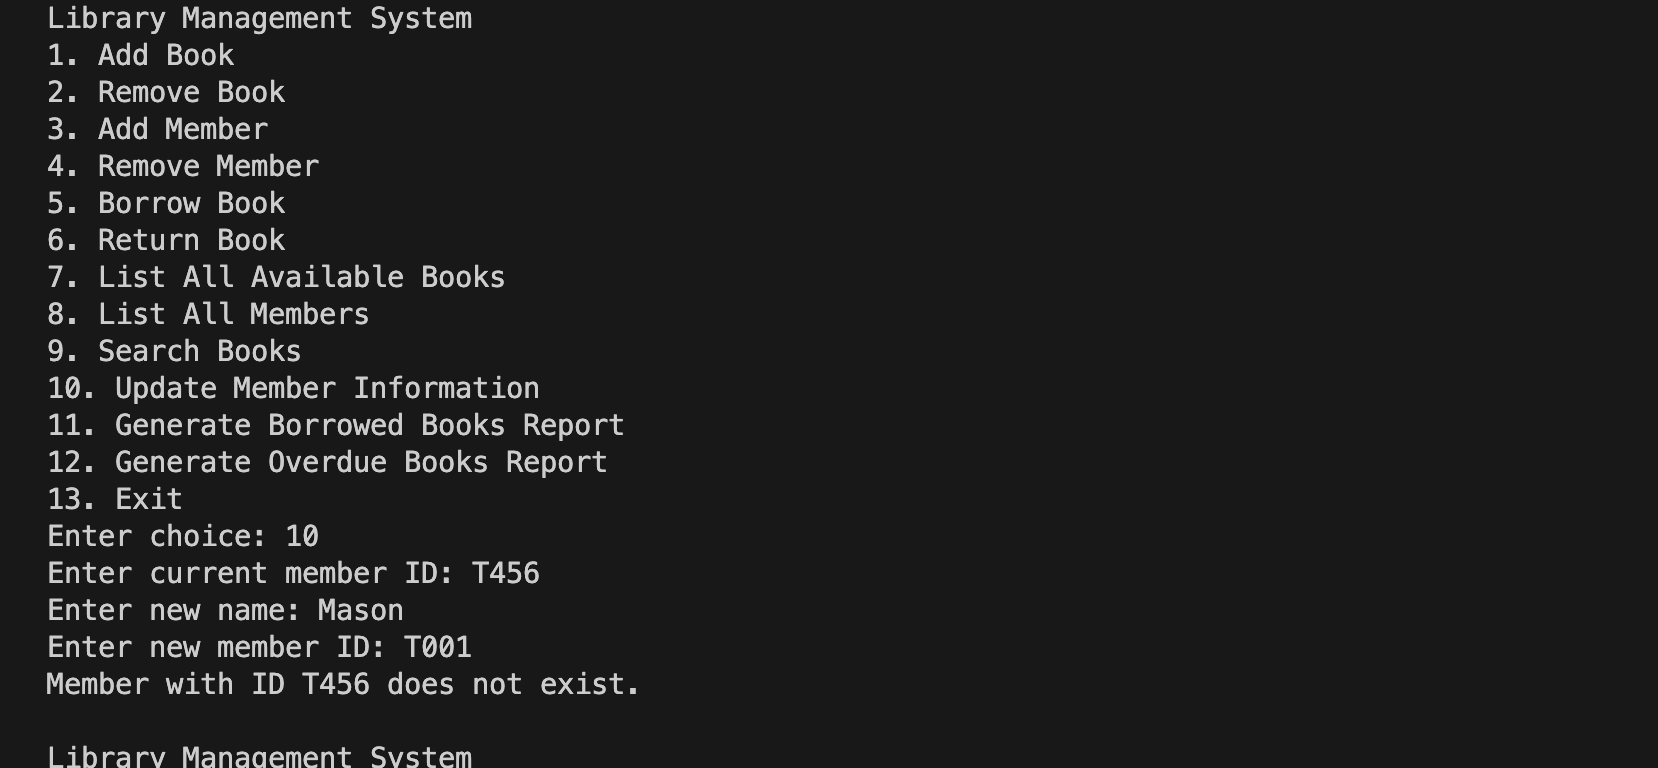 Library Management System
1. Add Book
2. Remove Book
3. Add Member
4. Remove Member
5. Borrow Book
6. Return Book
7. List All Available Books
8. List All Members
9. Search Books
10. Update Member Information
11. Generate Borrowed Books Report
12. Generate Overdue Books Report
13. Exit
Enter choice: 10
Enter current member ID: T456
Enter new name: Mason
Enter new member ID: T001
Member with ID T456 does not exist.
Library Management System